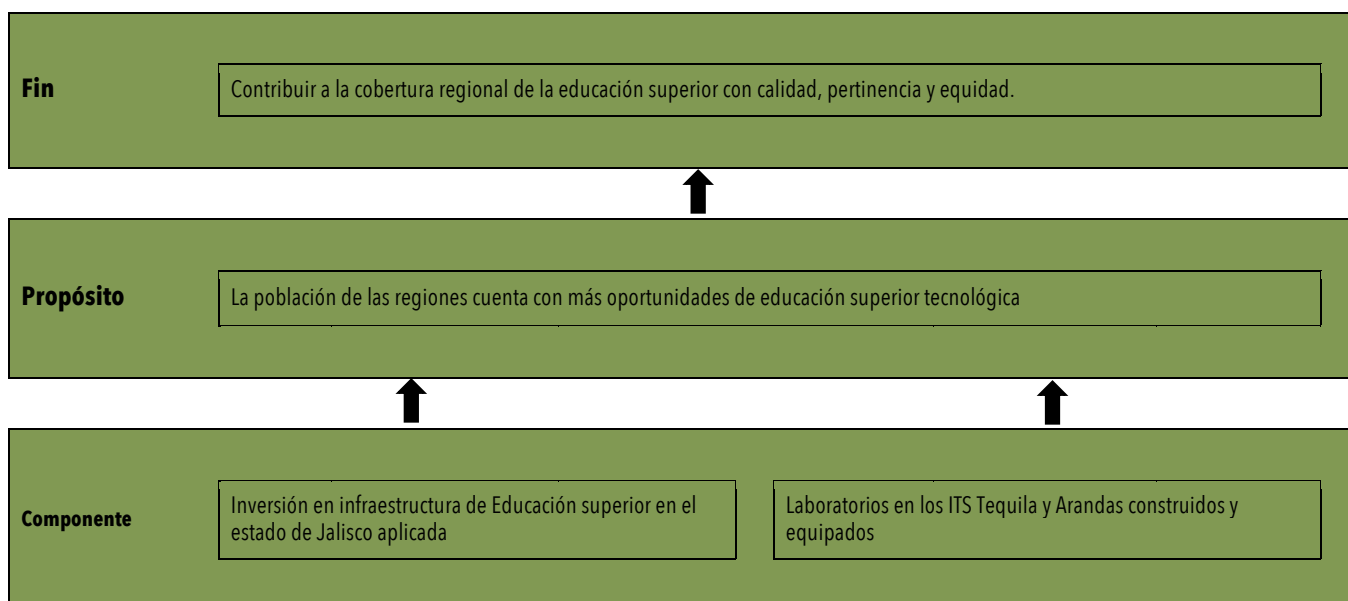 Fin
Contribuir a la cobertura regional de la educación superior con calidad, pertinencia y equidad.
Propósito
La población de las regiones cuenta con más oportunidades de educación superior tecnológica
Componente
Inversión en infraestructura de Educación superior en el
estado de Jalisco aplicada
Laboratorios en los ITS Tequila y Arandas construidos y
equipados